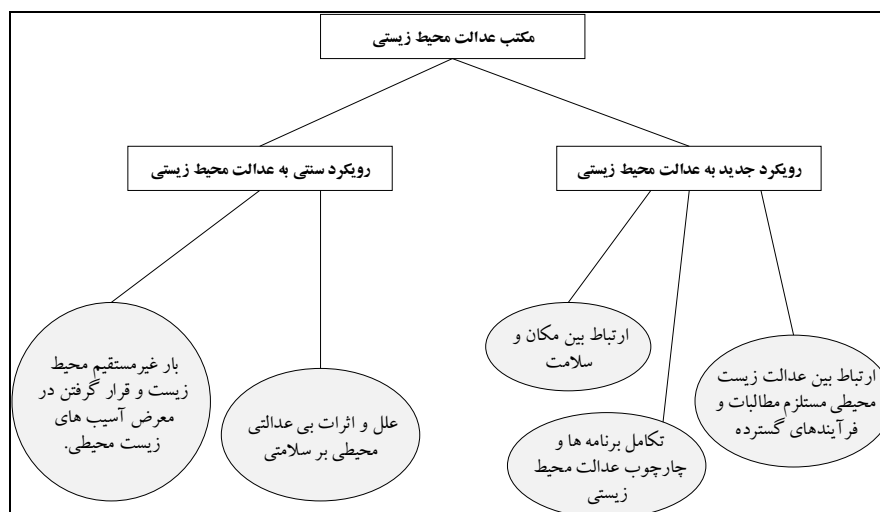 مکتب عدالت محیط زیستی
رویکرد جدید به عدالت محیط زیستی
رویکرد سنتی به عدالت محیط زیستی
ارتباط بین عدالت زیست
محیطی مستلزم مطالبات و
فرآیندهای گسترده
تکامل برنامه ها و
چارچوب عدالت محیط
زیستی
ارتباط بین مکان و
سلامت
علل و اثرات بی عدالتی
محیطی بر سلامتی
بار غیرمستقیم محیط
زیست و قرار گرفتن در
معرض آسیب های
زیست محیطی.